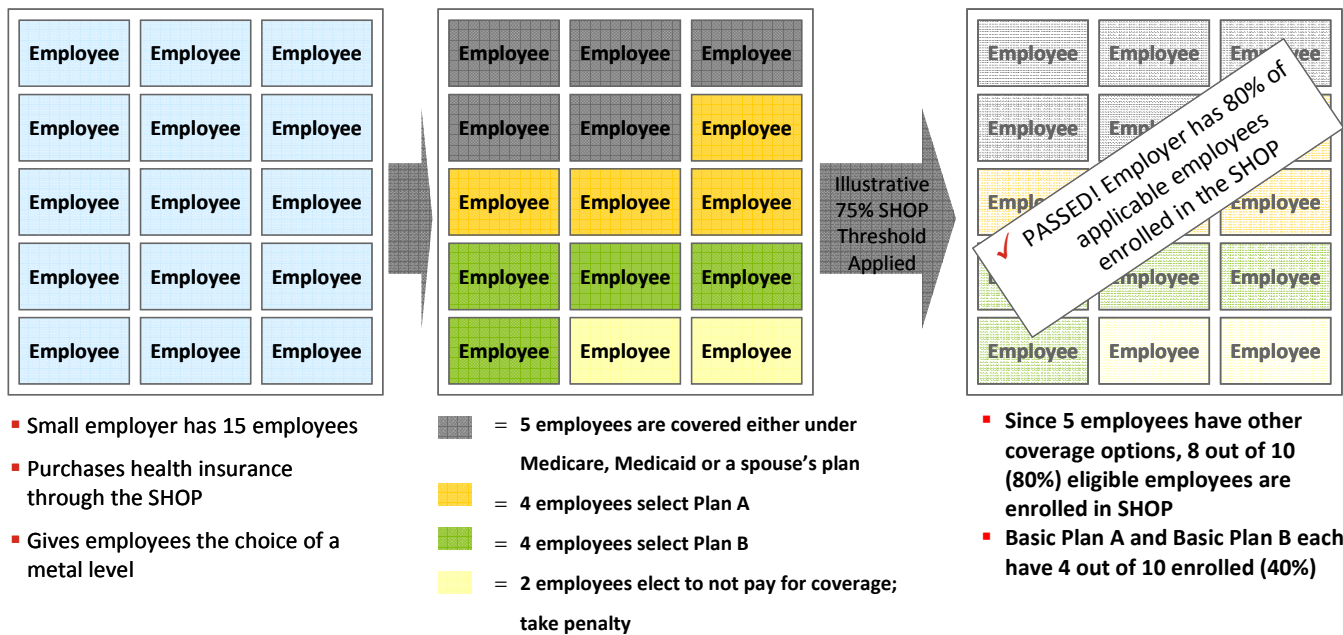 Employee Employee Employee
Employee Employee Employee
Employee Employee Employee
Employee Employee Employee
Employee Employee Employee
▪ Small employer has 15 employees
▪ Purchases health insurance
through the SHOP
▪ Gives employees the choice of a
metal level
Employee Employee Employee
Employee Employee Employee
Employee Employee Employee
Employee Employee Employee
Employee Employee Employee
= 5 employees are covered either under
Medicare, Medicaid or a spouse's plan
= 4 employees select Plan A
= 4 employees select Plan B
= 2 employees elect to not pay for coverage;
take penalty
Illustrative
75% SHOP
Threshold
Applied
Employee Employee
Employee
Employee
Employee Employee
Employee Employee Employee
✓ PASSED! Employer has 80% of
applicable employees
enrolled in the SHOP
▪ Since 5 employees have other
coverage options, 8 out of 10
(80%) eligible employees are
enrolled in SHOP
▪ Basic Plan A and Basic Plan B each
have 4 out of 10 enrolled (40%)